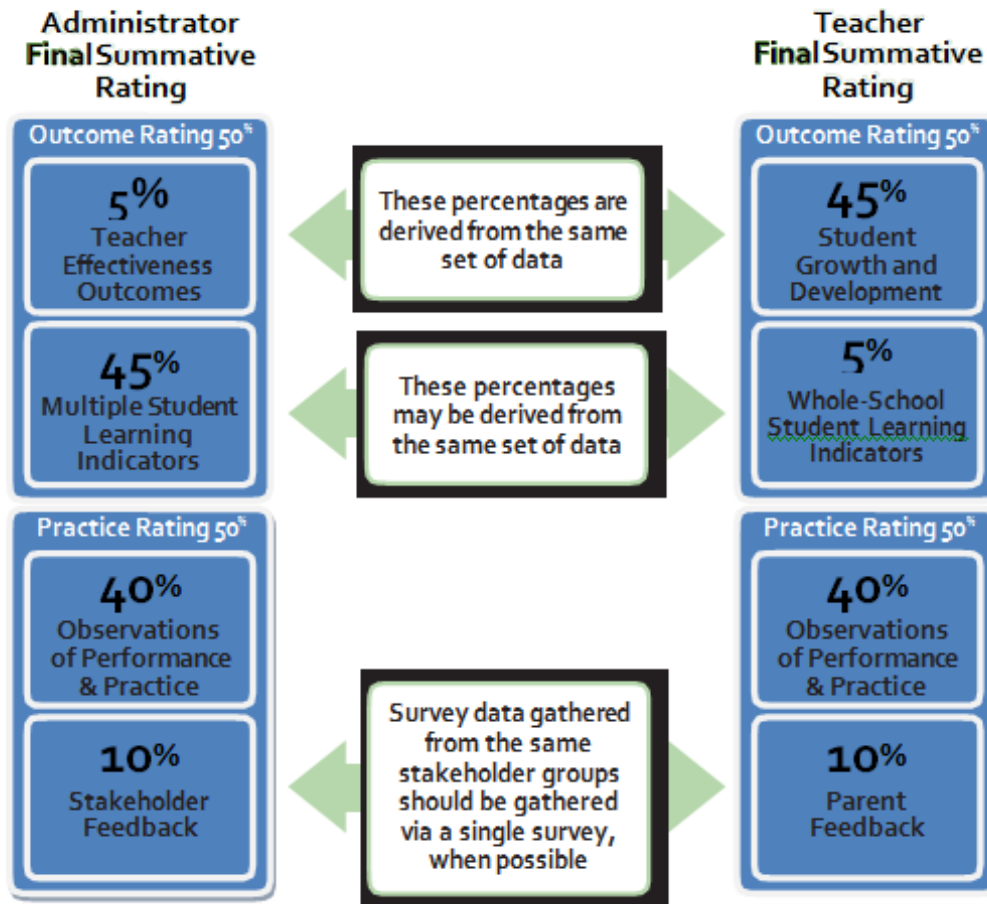 Administrator
Final Summative
Rating
Outcome Rating 50%
5%
Teacher
Effectiveness
Outcomes
45%
Multiple Student
Learning
Indicators
Practice Rating 50%
40%
Observations
of Performance
& Practice
10%
Stakeholder
Feedback
These percentages are
derived from the same
set of data
These percentages
may be derived from
the same set of data
Survey data gathered
from the same
stakeholder groups
should be gathered
via a single survey,
when possible
Teacher
Final Summative
Rating
Outcome Rating 50%
45%
Student
Growth and
Development
5%
Whole-School
Student Learning
Indicators
Practice Rating 50%
40%
Observations
of Performance
& Practice
10%
Parent
Feedback